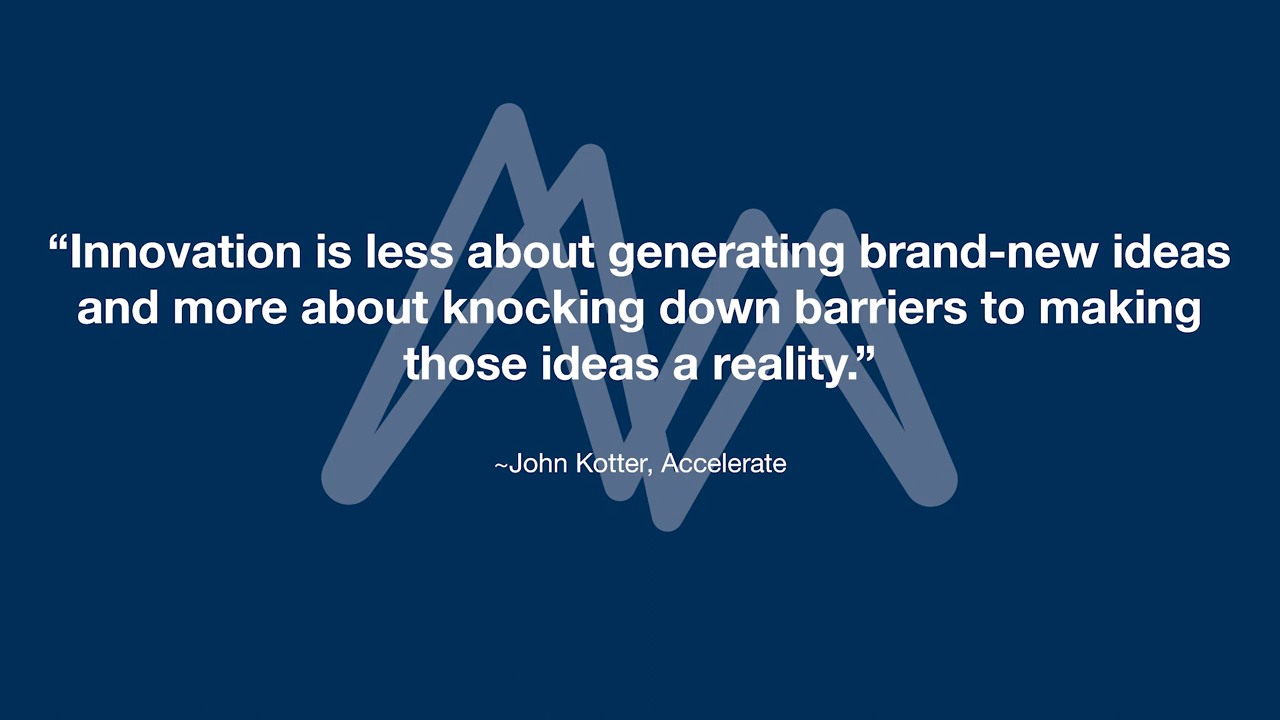 “Innovation is less about generating brand-new ideas
and more about knocking down barriers to making
those ideas a reality.”
~John Kotter, Accelerate